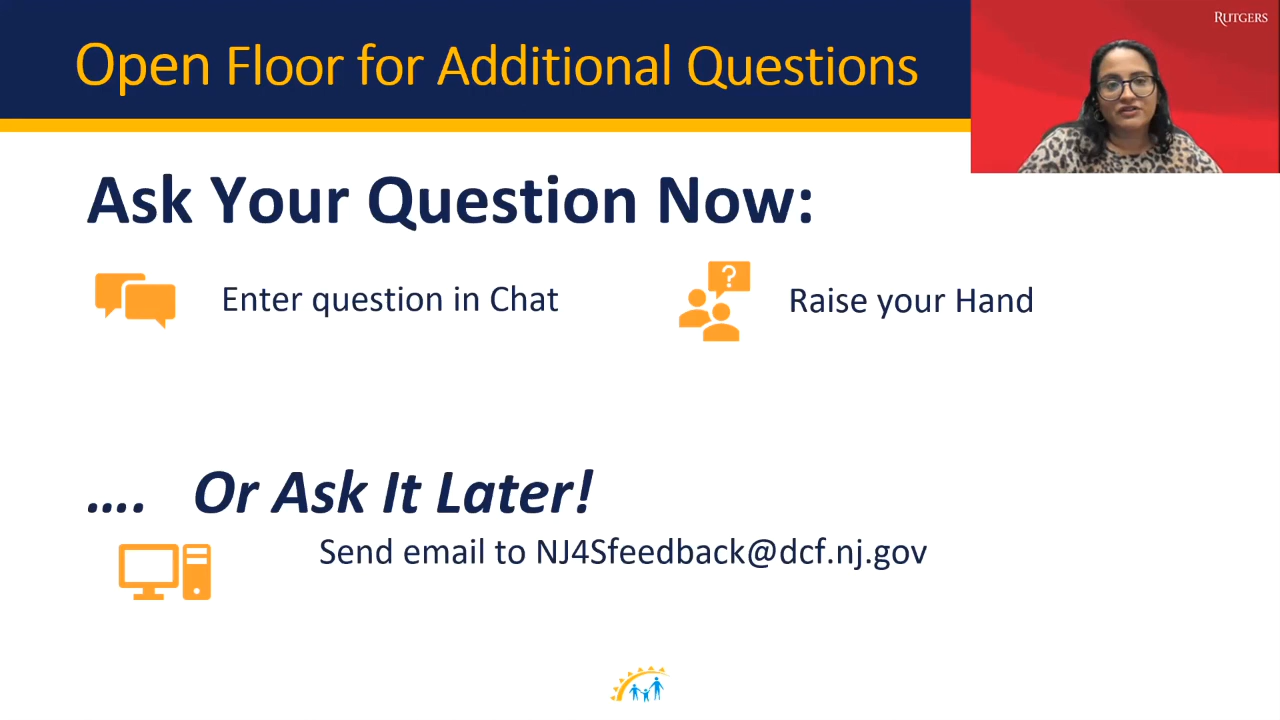 Open Floor for Additional Questions
RUTGERS
Ask Your Question Now:
?
Enter question in Chat
Raise your Hand
.... Or Ask It Later!
Send email to NJ4Sfeedback@dcf.nj.gov